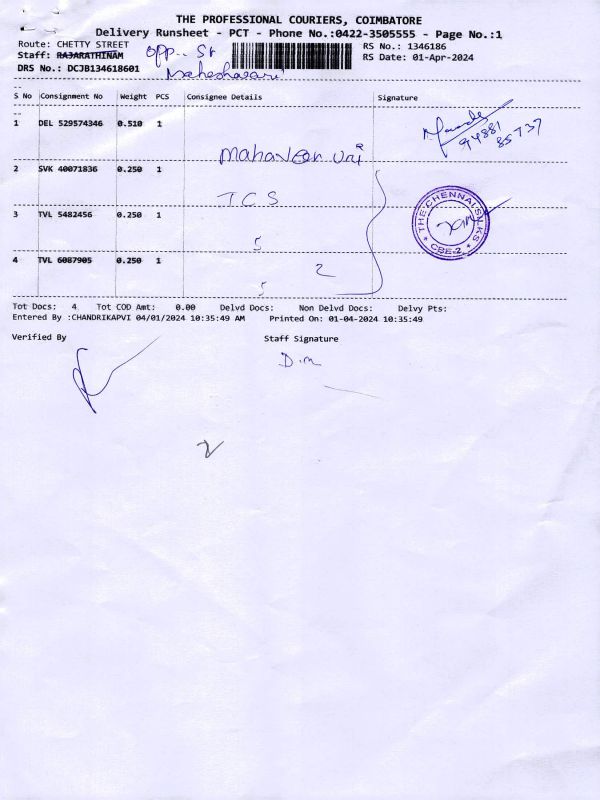 THE PROFESSIONAL COURIERS, COIMBATORE
Delivery Runsheet - PCT - Phone No.:0422-3505555 - Page No.:1
Route: CHETTY STREET
opp.. St
RS No.: 1346186
Staff: RAJARATHINAM
RS Date: 01-Apr-2024
DRS No.: DCJB134618601
Maheshwari
S No Consignment No Weight PCS Consignee Details Signature
1 DEL 529574346 0.510 1
94881
85737
2 SVK 40071836 0.250 1
TCS
3 TVL 5482456 0.250 1
THE CHENNAI SILKS
CBE-2
4 TVL 6087905 0.250 1
2
Tot Docs: 4 Tot COD Amt: 0.00 Delvd Docs: Non Delvd Docs: Delvy Pts:
Entered By :CHANDRIKAPVI 04/01/2024 10:35:49 AM Printed On: 01-04-2024 10:35:49
Verified By Staff Signature